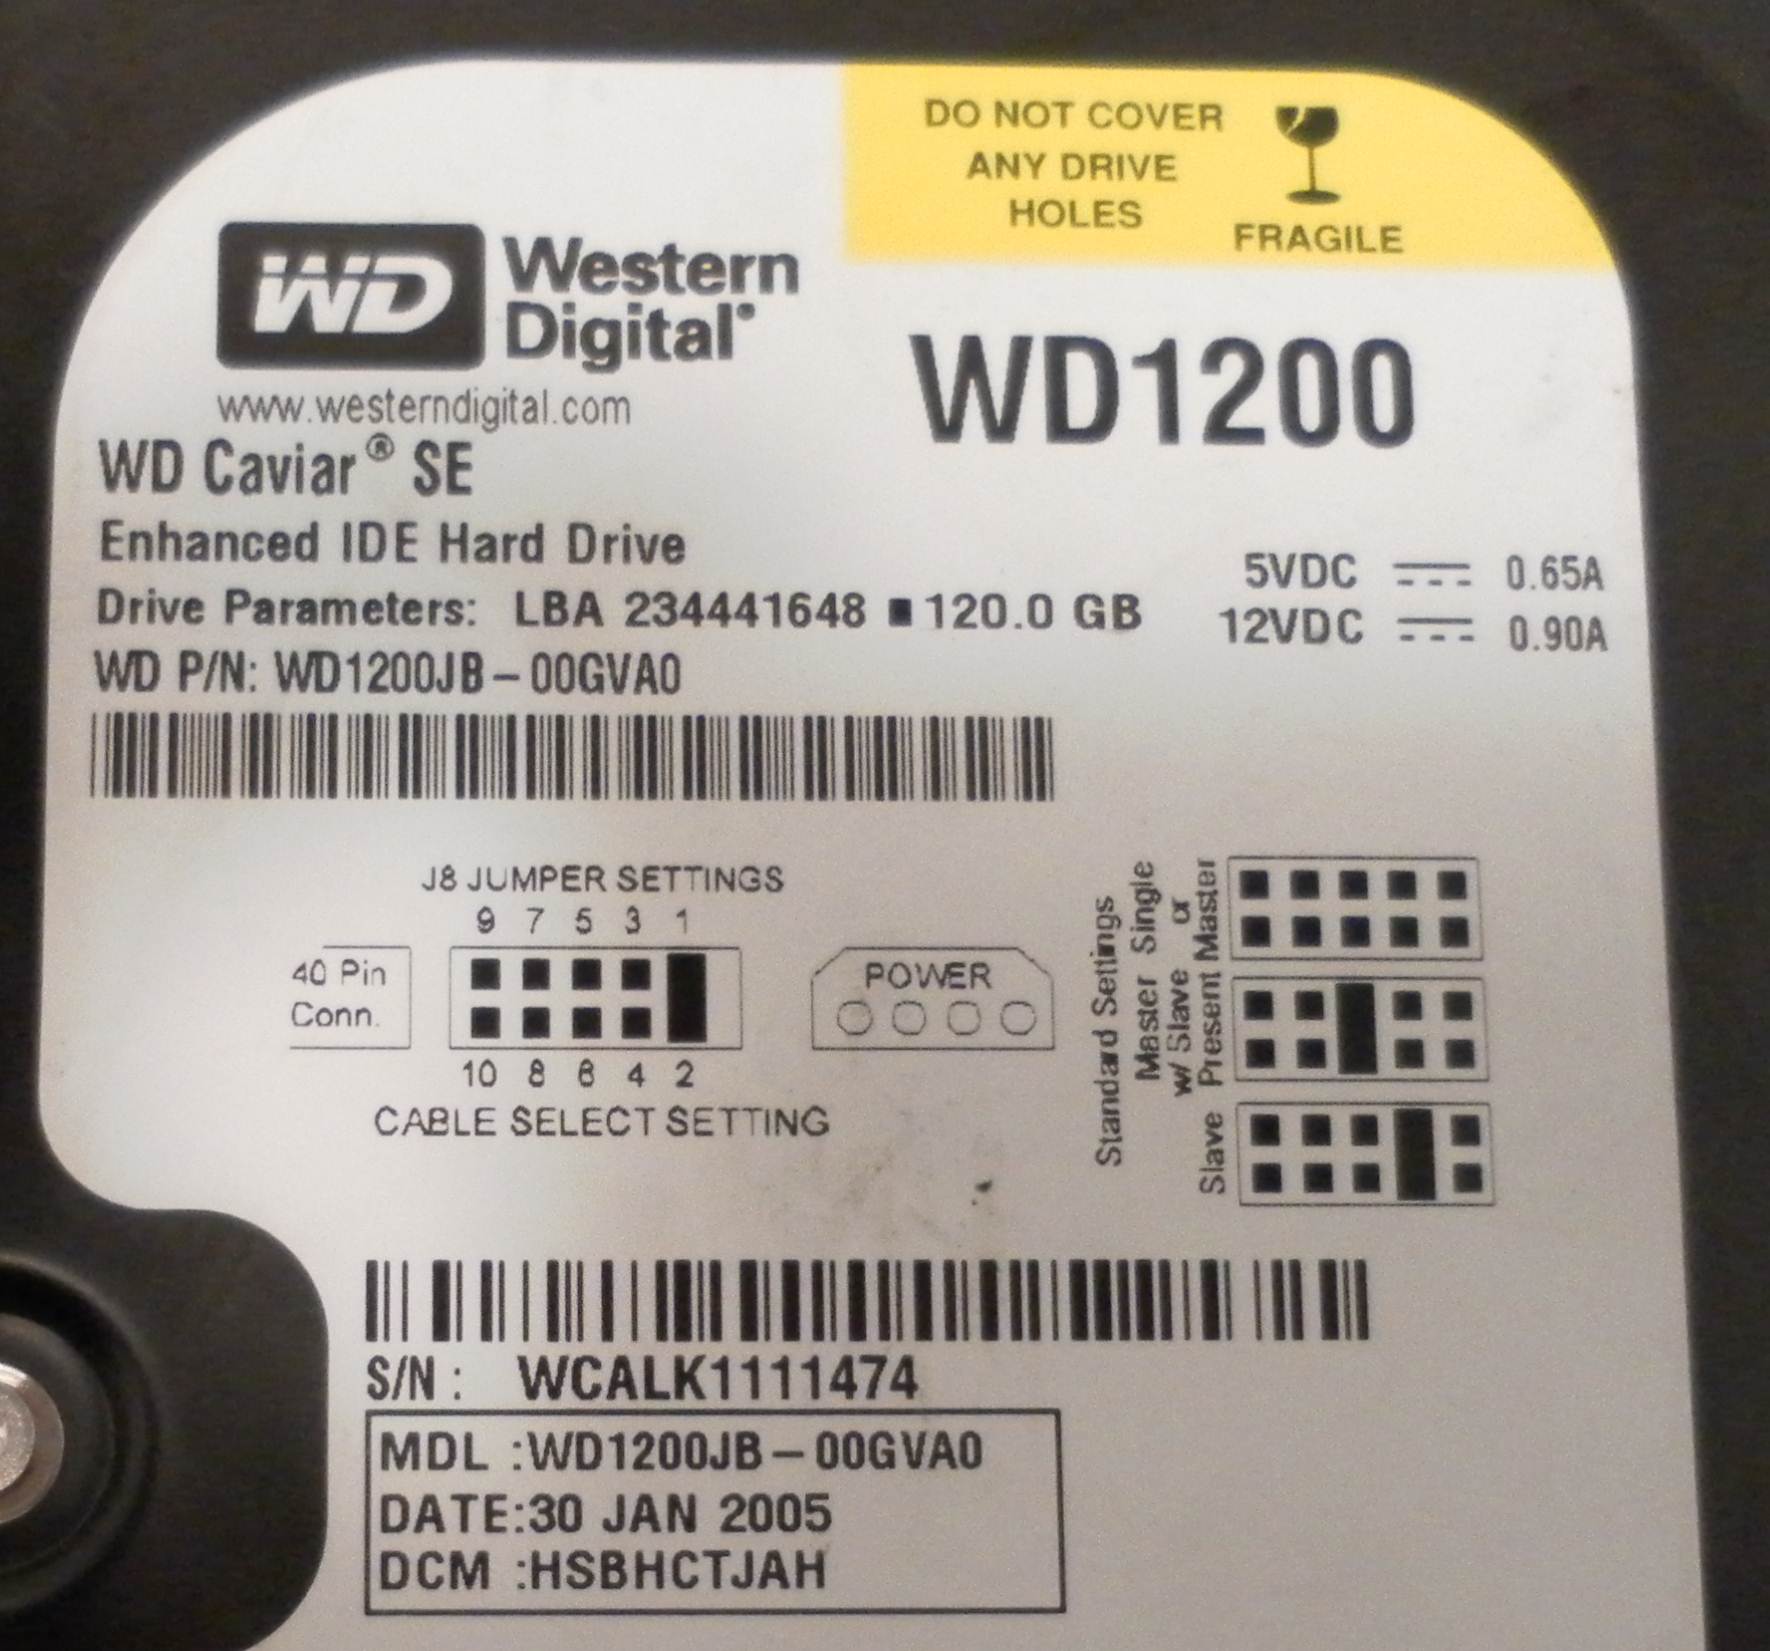 DO NOT COVER
ANY DRIVE
HOLES
FRAGILE
WD Western
Digital
www.westerndigital.com
WD1200
WD Caviar® SE
Enhanced IDE Hard Drive
Drive Parameters: LBA 234441648 ■ 120.0 GB
5VDC 0.65A
12VDC 0.90A
WD P/N: WD1200JB-00GVA0
J8 JUMPER SETTINGS
9 7 5 3 1
40 Pin
Conn.
10 8 6 4 2
CABLE SELECT SETTING
POWER
Standard Settings
Single
or
Master
Master
w/ Slave
Present
Slave
S/N: WCALK1111474
MDL :WD1200JB-00GVA0
DATE:30 JAN 2005
DCM :HSBHCTJAH